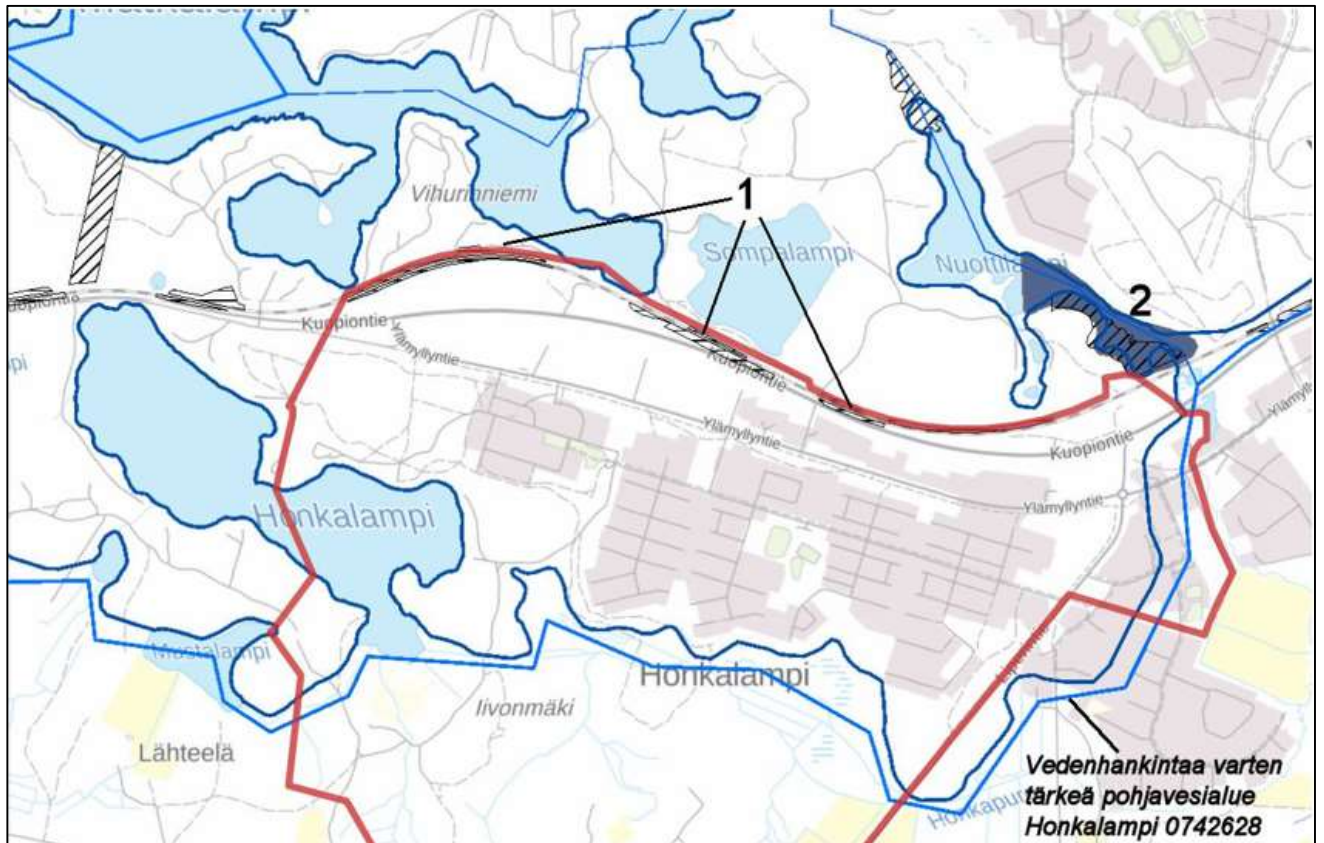 Vihurinniemi
1
Sompalampi
Nuottilampi
2
Kuopiontie
Kuopiontie
Ylämyllyntie
Kuopiontie
Ylämyllyntie
Kuopiontie
Ylämyllyntie
Honkalampi
Mustalampi
Honkalampi
Iivonmäki
Lähteelä
Vedenhankintaa varten
tärkeä pohjavesialue
Honkalampi 0742628